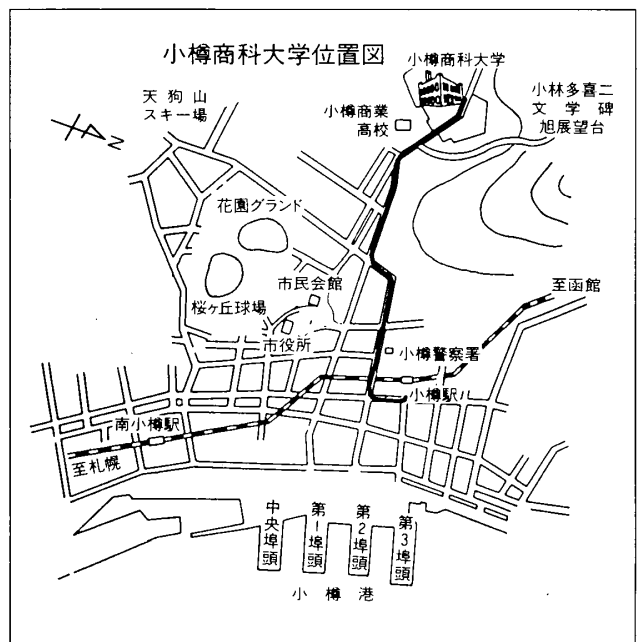 小樽商科大学位置図
小樽商科大学
天狗山
スキー場
小樽商業
高校
小林多喜二
文学碑
旭展望台
N
花園グランド
市民会館
至函館
桜ヶ丘球場
市役所
小樽警察署
小樽駅
南小樽駅
至札幌
中央埠頭
第1埠頭
第2埠頭
第3埠頭
小樽港